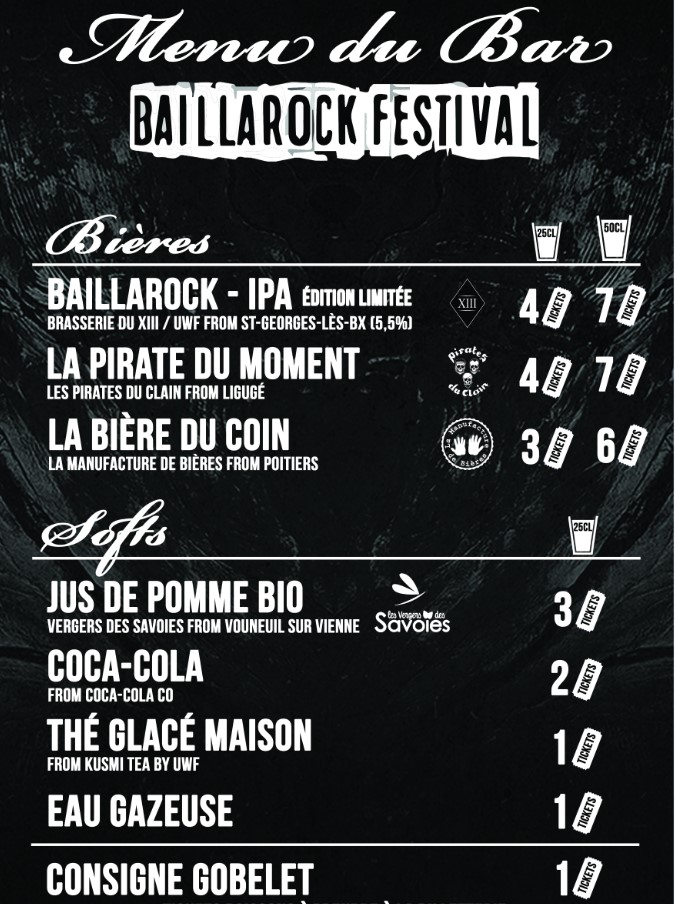 Menu du Bar
BAILLAROCK FESTIVAL
Bières 25CL 50CL
BAILLAROCK - IPA ÉDITION LIMITÉE XIII 4 TICKETS 7 TICKETS
BRASSERIE DU XIII / UWF FROM ST-GEORGES-LÈS-BX (5,5%)
LA PIRATE DU MOMENT Pirates du Clain 4 TICKETS 7 TICKETS
LES PIRATES DU CLAIN FROM LIGUGÉ
LA BIÈRE DU COIN La Manufacture de Bières 3 TICKETS 6 TICKETS
LA MANUFACTURE DE BIÈRES FROM POITIERS
Softs 25CL
JUS DE POMME BIO 3 TICKETS
VERGERS DES SAVOIES FROM VOUNEUIL SUR VIENNE les Vergers des Savoies
COCA-COLA 2 TICKETS
FROM COCA-COLA CO
THÉ GLACÉ MAISON 1 TICKETS
FROM KUSMI TEA BY UWF
EAU GAZEUSE 1 TICKETS
CONSIGNE GOBELET 1 TICKETS